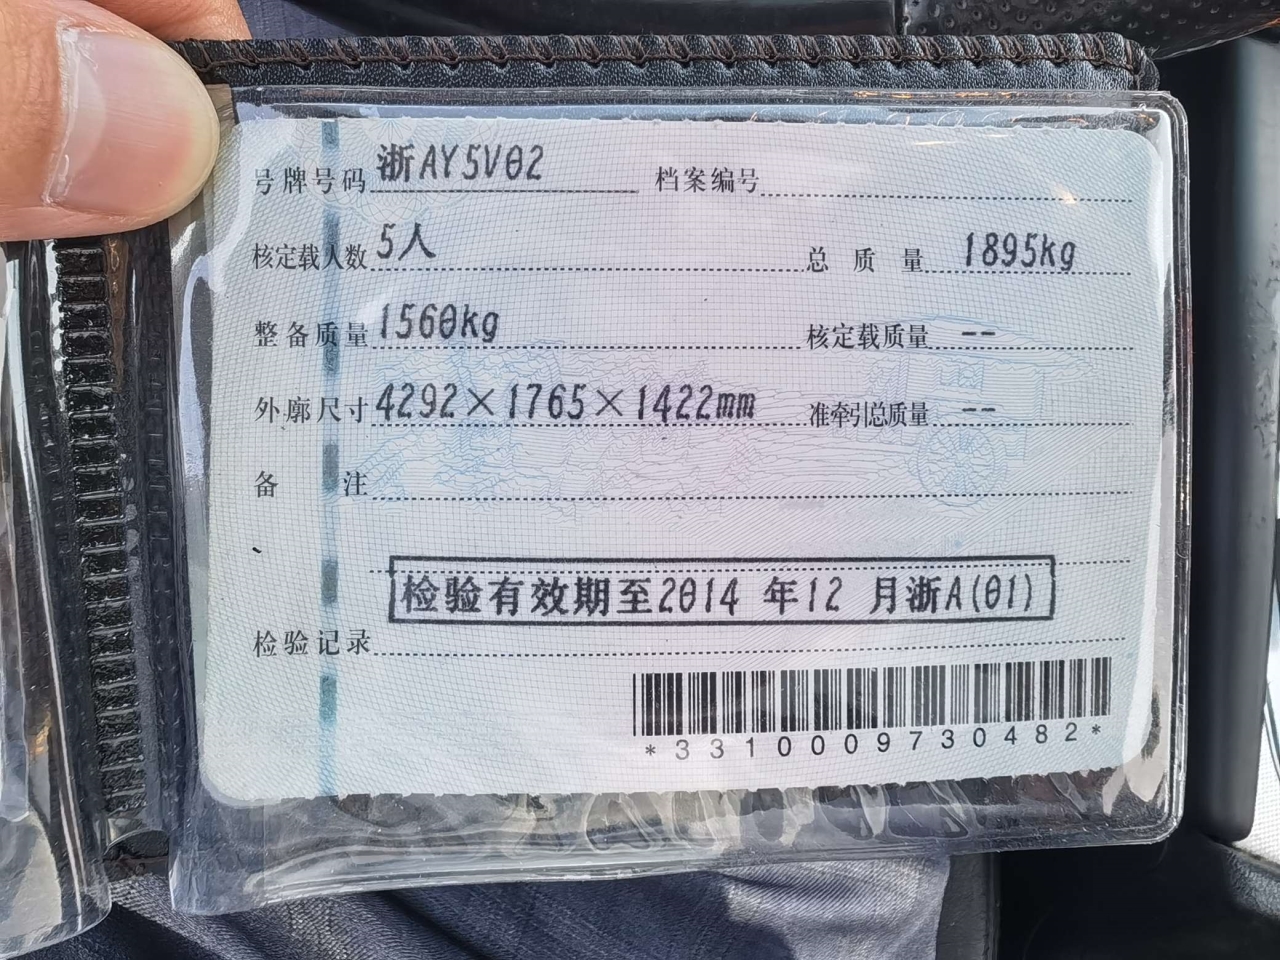 号牌号码 浙AY5V02 档案编号
核定载人数 5人 总质量 1895kg
整备质量 1560kg 核定载质量 --
外廓尺寸 4292×1765×1422mm 准牵引总质量 --
备注
检验有效期至2014 年12 月浙A(01)
检验记录
*3310009730482*